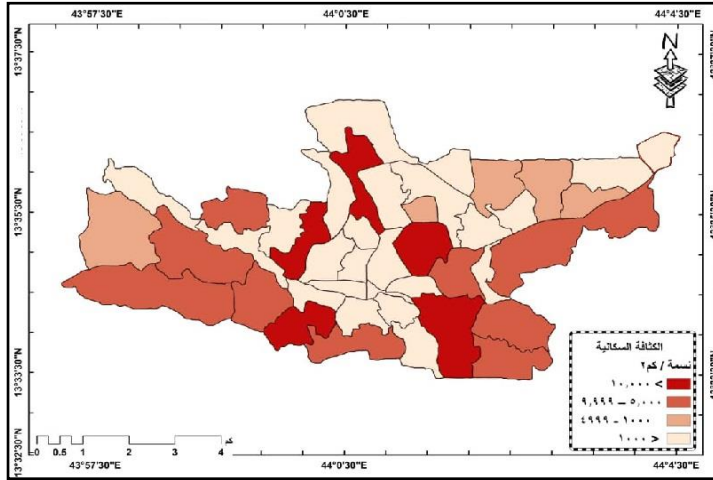 43°57'30"E 44°0'30"E 44°4'30"E
N
13°37'30"N
13°35'30"N
13°33'30"N
13°32'30"N
الكثافة السكانية
نسمة / كم٢
> ١٠,٠٠٠
٥,٠٠٠ – ٩,٩٩٩
١٠٠٠ - ٤٩٩٩
< ١٠٠٠
0 0.5 1 2 3 4 كم
43°57'30"E 44°0'30"E 44°4'30"E